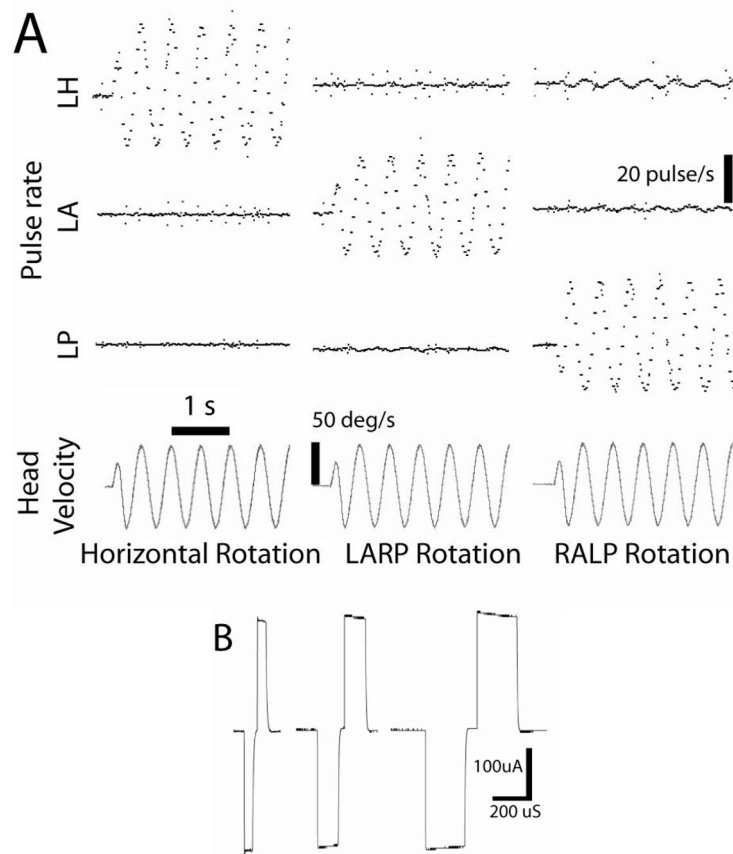 A
LH
LA
LP
Pulse rate
20 pulse/s
1 s
50 deg/s
Head
Velocity
Horizontal Rotation
LARP Rotation
RALP Rotation
B
100uA
200 uS